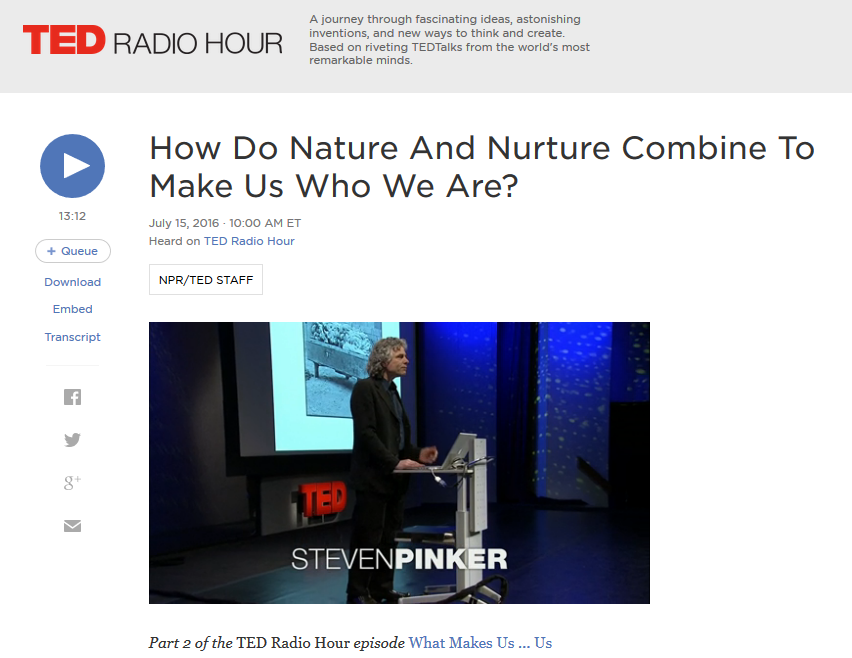 TED RADIO HOUR
A journey through fascinating ideas, astonishing
inventions, and new ways to think and create.
Based on riveting TEDTalks from the world's most
remarkable minds.
13:12
+ Queue
Download
Embed
Transcript
g+
How Do Nature And Nurture Combine To
Make Us Who We Are?
July 15, 2016 · 10:00 AM ET
Heard on TED Radio Hour
NPR/TED STAFF
TED
STEVENPINKER
Part 2 of the TED Radio Hour episode What Makes Us ... Us